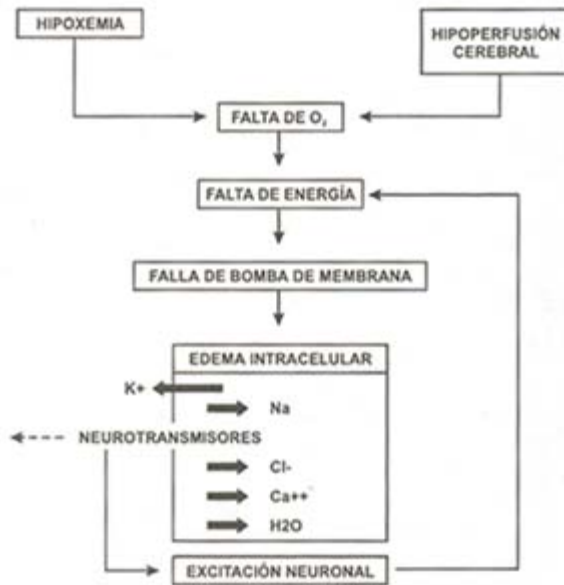 HIPOXEMIA
HIPOPERFUSIÓN
CEREBRAL
FALTA DE O₂
FALTA DE ENERGÍA
FALLA DE BOMBA DE MEMBRANA
EDEMA INTRACELULAR
K+
Na
NEUROTRANSMISORES
Cl-
Ca++
H2O
EXCITACIÓN NEURONAL